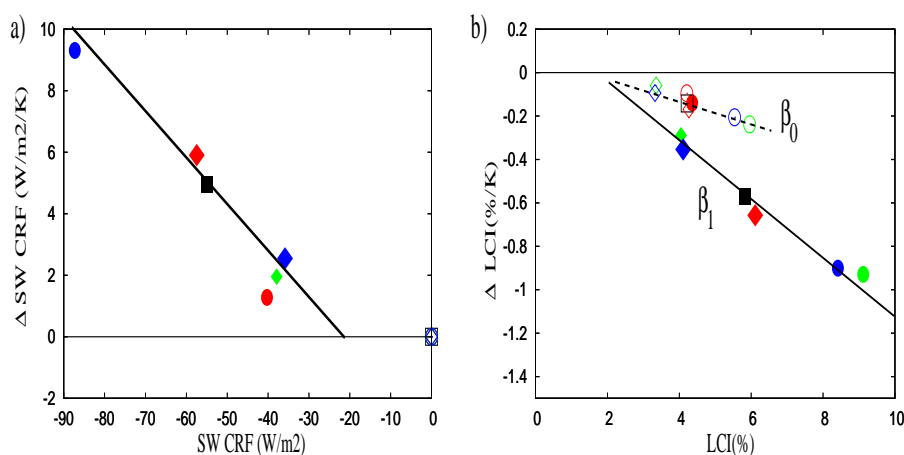 a)
10
8
6
4
2
0
-2
-90 -80 -70 -60 -50 -40 -30 -20 -10 0
SW CRF (W/m2)
Δ SW CRF (W/m2/K)
b)
0.2
0
-0.2
-0.4
-0.6
-0.8
-1
-1.2
-1.4
0 2 4 6 8 10
LCI(%)
Δ LCI(%/K)
β0
β1